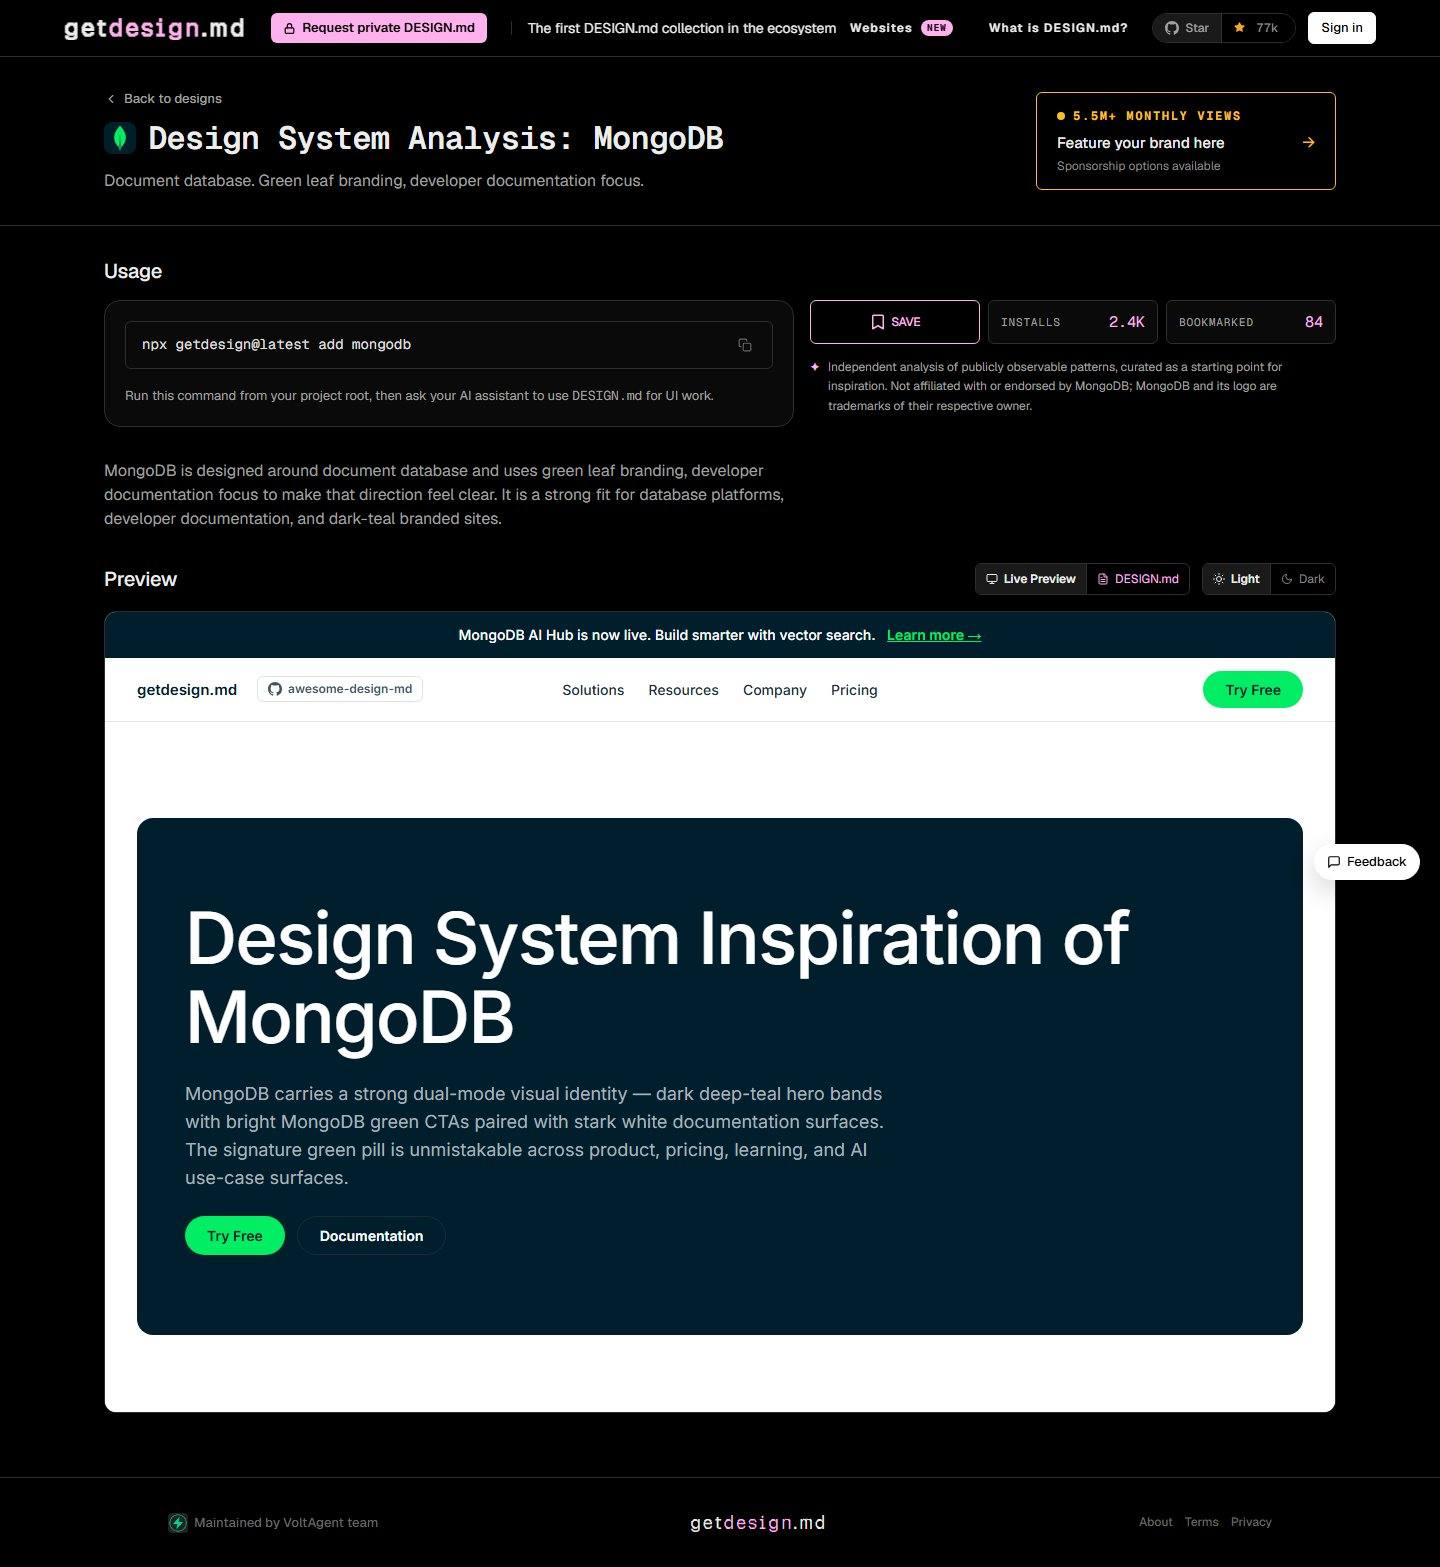 getdesign.md
Request private DESIGN.md
The first DESIGN.md collection in the ecosystem
Websites NEW
What is DESIGN.md?
Star
77k
Sign in
Back to designs
Design System Analysis: MongoDB
Document database. Green leaf branding, developer documentation focus.
5.5M+ MONTHLY VIEWS
Feature your brand here →
Sponsorship options available
Usage
npx getdesign@latest add mongodb
Run this command from your project root, then ask your AI assistant to use DESIGN.md for UI work.
SAVE
INSTALLS 2.4K
BOOKMARKED 84
Independent analysis of publicly observable patterns, curated as a starting point for
inspiration. Not affiliated with or endorsed by MongoDB; MongoDB and its logo are
trademarks of their respective owner.
MongoDB is designed around document database and uses green leaf branding, developer
documentation focus to make that direction feel clear. It is a strong fit for database platforms,
developer documentation, and dark-teal branded sites.
Preview
Live Preview
DESIGN.md
Light
Dark
MongoDB AI Hub is now live. Build smarter with vector search. Learn more →
getdesign.md
awesome-design-md
Solutions
Resources
Company
Pricing
Try Free
Design System Inspiration of
MongoDB
MongoDB carries a strong dual-mode visual identity — dark deep-teal hero bands
with bright MongoDB green CTAs paired with stark white documentation surfaces.
The signature green pill is unmistakable across product, pricing, learning, and AI
use-case surfaces.
Try Free
Documentation
Feedback
Maintained by VoltAgent team
getdesign.md
About
Terms
Privacy